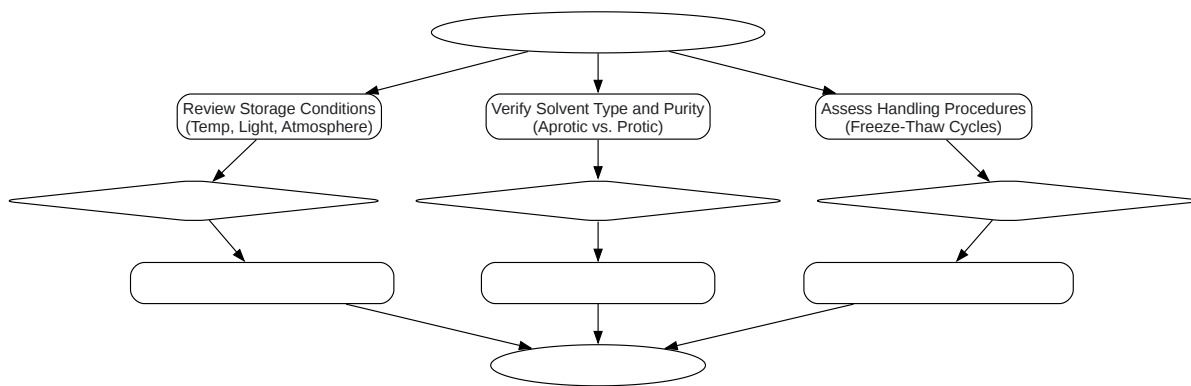 Review Storage Conditions
(Temp, Light, Atmosphere)
Verify Solvent Type and Purity
(Aprotic vs. Protic)
Assess Handling Procedures
(Freeze-Thaw Cycles)